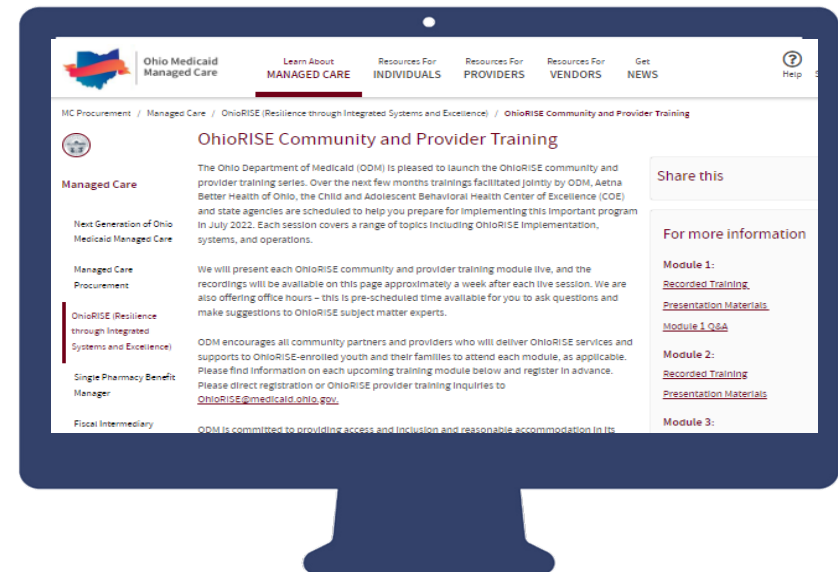 Ohio Medicaid
Managed Care
Learn About
MANAGED CARE
Resources For
INDIVIDUALS
Resources For
PROVIDERS
Resources For
VENDORS
Get
NEWS
Help
MC Procurement / Managed Care / OhioRISE (Resilience through Integrated Systems and Excellence) / OhioRISE Community and Provider Training
Managed Care
Next Generation of Ohio
Medicaid Managed Care
Managed Care
Procurement
OhioRISE (Resilience
through Integrated
Systems and Excellence)
Single Pharmacy Benefit
Manager
Fiscal Intermediary
OhioRISE Community and Provider Training
The Ohio Department of Medicaid (ODM) is pleased to launch the OhioRISE community and
provider training series. Over the next few months trainings facilitated jointly by ODM, Aetna
Better Health of Ohio, the Child and Adolescent Behavioral Health Center of Excellence (COE)
and state agencies are scheduled to help you prepare for implementing this important program
in July 2022. Each session covers a range of topics including OhioRISE implementation,
systems, and operations.
We will present each OhioRISE community and provider training module live, and the
recordings will be available on this page approximately a week after each live session. We are
also offering office hours – this is pre-scheduled time available for you to ask questions and
make suggestions to OhioRISE subject matter experts.
ODM encourages all community partners and providers who will deliver OhioRISE services and
supports to OhioRISE-enrolled youth and their families to attend each module, as applicable.
Please find information on each upcoming training module below and register in advance.
Please direct registration or OhioRISE provider training inquiries to
OhioRISE@medicaid.ohio.gov.
ODM is committed to providing access and inclusion and reasonable accommodation in its
Share this
For more information
Module 1:
Recorded Training
Presentation Materials
Module 1 Q&A
Module 2:
Recorded Training
Presentation Materials
Module 3: